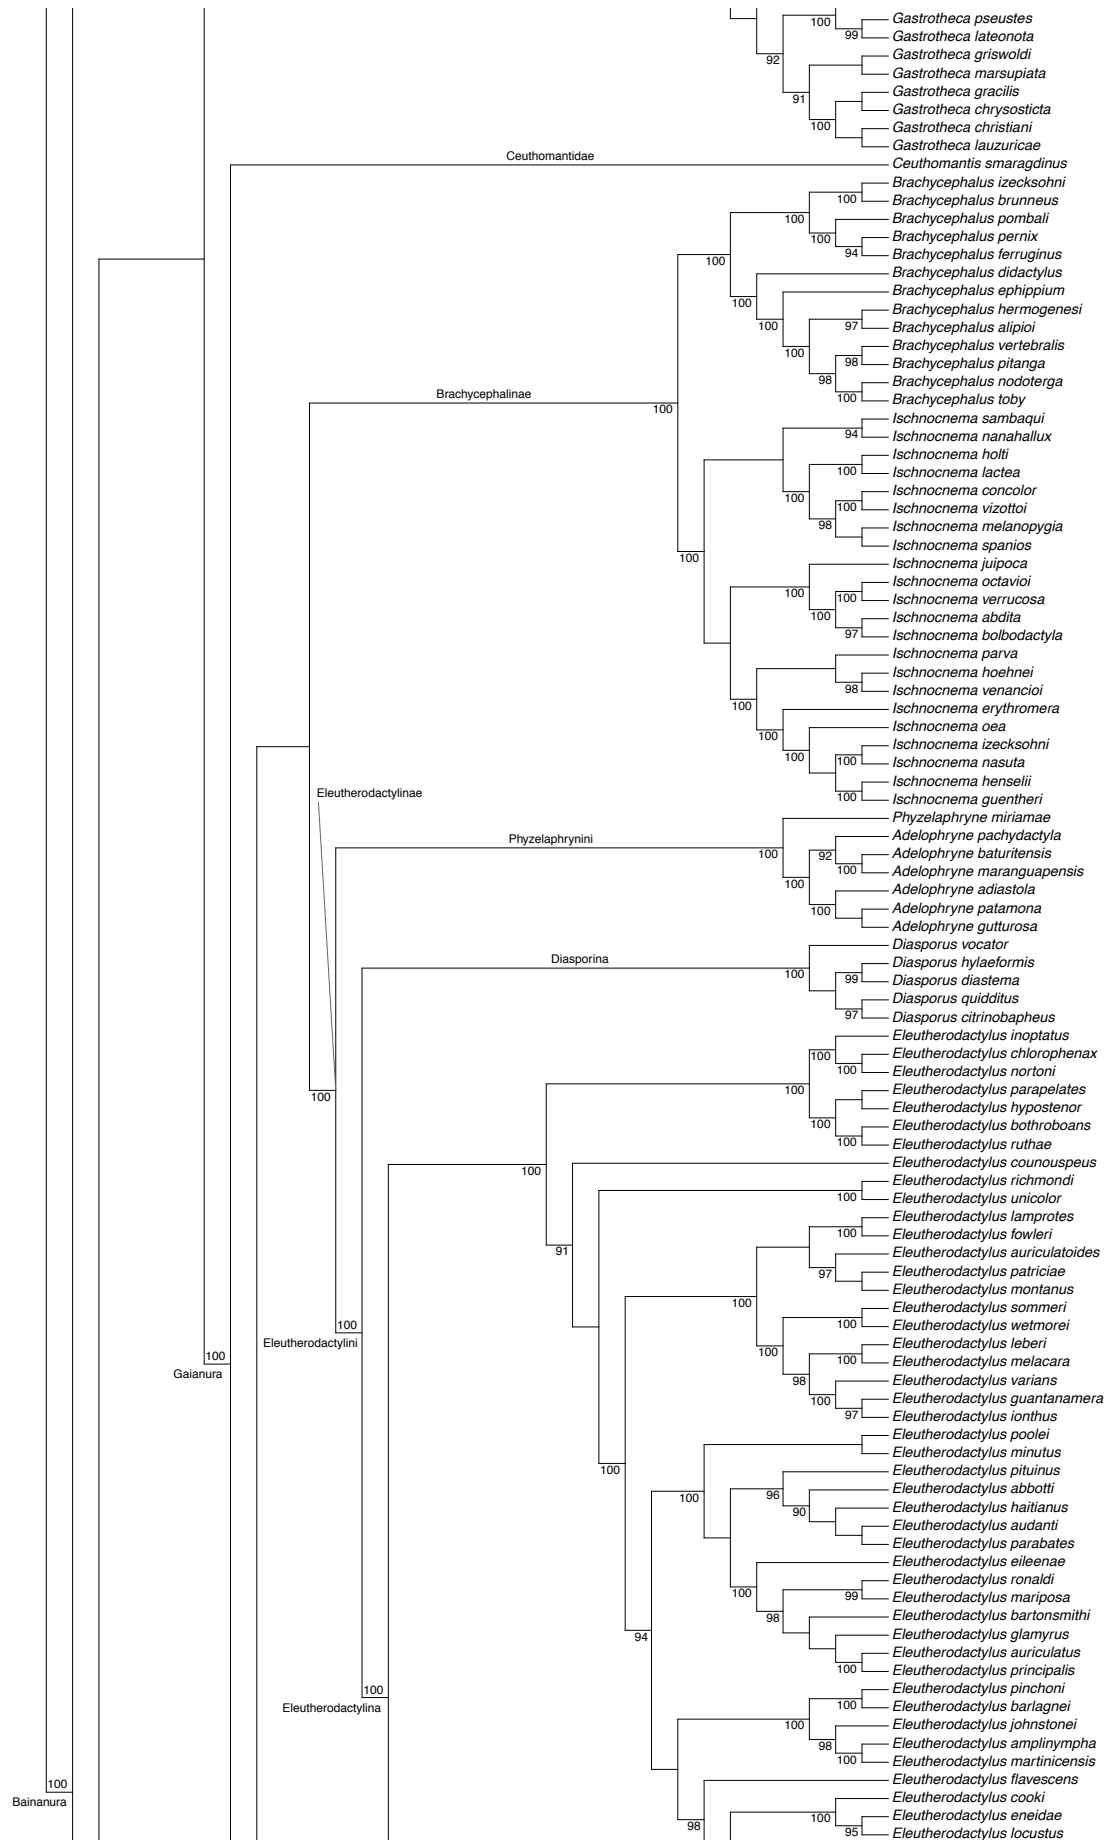 Gastrotheca pseustes
100
Gastrotheca lateonota
99
Gastrotheca griswoldi
92
Gastrotheca marsupiata
Gastrotheca gracilis
91
Gastrotheca chrysosticta
100
Gastrotheca christiani
Gastrotheca lauzuricae
Ceuthomantidae
Ceuthomantis smaragdinus
Brachycephalus izecksohni
100
Brachycephalus brunneus
100
Brachycephalus pombali
100
Brachycephalus pernix
94
Brachycephalus ferruginus
100
Brachycephalus didactylus
Brachycephalus ephippium
100
Brachycephalus hermogenesi
100
97
Brachycephalus alipioi
Brachycephalus vertebralis
100
98
Brachycephalus pitanga
98
Brachycephalus nodoterga
Brachycephalinae
100
Brachycephalus toby
100
Ischnocnema sambaqui
94
Ischnocnema nanahallux
Ischnocnema holti
100
Ischnocnema lactea
Ischnocnema concolor
100
100
Ischnocnema vizottoi
98
Ischnocnema melanopygia
Ischnocnema spanios
100
Ischnocnema juipoca
Ischnocnema octavioi
100
100
Ischnocnema verrucosa
100
Ischnocnema abdita
97
Ischnocnema bolbodactyla
Ischnocnema parva
Ischnocnema hoehnei
98
Ischnocnema venancioi
100
Ischnocnema erythromera
Ischnocnema oea
100
Ischnocnema izecksohni
100
100
Ischnocnema nasuta
Ischnocnema henselii
Eleutherodactylinae
100
Ischnocnema guentheri
Phyzelaphryne miriamae
Phyzelaphrynini
Adelophryne pachydactyla
100
92
Adelophryne baturitensis
100
Adelophryne maranguapensis
100
Adelophryne adiastola
100
Adelophryne patamona
Adelophryne gutturosa
Diasporus vocator
Diasporina
Diasporus hylaeformis
100
99
Diasporus diastema
Diasporus quidditus
97
Diasporus citrinobapheus
Eleutherodactylus inoptatus
100
Eleutherodactylus chlorophenax
100
Eleutherodactylus nortoni
100
Eleutherodactylus parapelates
100
Eleutherodactylus hypostenor
100
Eleutherodactylus bothroboans
100
Eleutherodactylus ruthae
Eleutherodactylus counouspeus
100
Eleutherodactylus richmondi
100
Eleutherodactylus unicolor
Eleutherodactylus lamprotes
100
Eleutherodactylus fowleri
91
Eleutherodactylus auriculatoides
97
Eleutherodactylus patriciae
Eleutherodactylus montanus
100
Eleutherodactylus sommeri
100
Eleutherodactylus wetmorei
100
Eleutherodactylini
100
Eleutherodactylus leberi
100
Eleutherodactylus melacara
100
Gaianura
98
Eleutherodactylus varians
100
Eleutherodactylus guantanamera
97
Eleutherodactylus ionthus
Eleutherodactylus poolei
Eleutherodactylus minutus
100
Eleutherodactylus pituinus
100
96
Eleutherodactylus abbotti
90
Eleutherodactylus haitianus
Eleutherodactylus audanti
Eleutherodactylus parabates
Eleutherodactylus eileenae
100
Eleutherodactylus ronaldi
99
Eleutherodactylus mariposa
98
Eleutherodactylus bartonsmithi
94
Eleutherodactylus glamyrus
Eleutherodactylus auriculatus
100
Eleutherodactylus principalis
100
Eleutherodactylus pinchoni
Eleutherodactylina
100
Eleutherodactylus barlagnei
100
Eleutherodactylus johnstonei
98
Eleutherodactylus amplinympha
100
Eleutherodactylus martinicensis
100
Eleutherodactylus flavescens
Bainanura
Eleutherodactylus cooki
100
Eleutherodactylus eneidae
98
95
Eleutherodactylus locustus